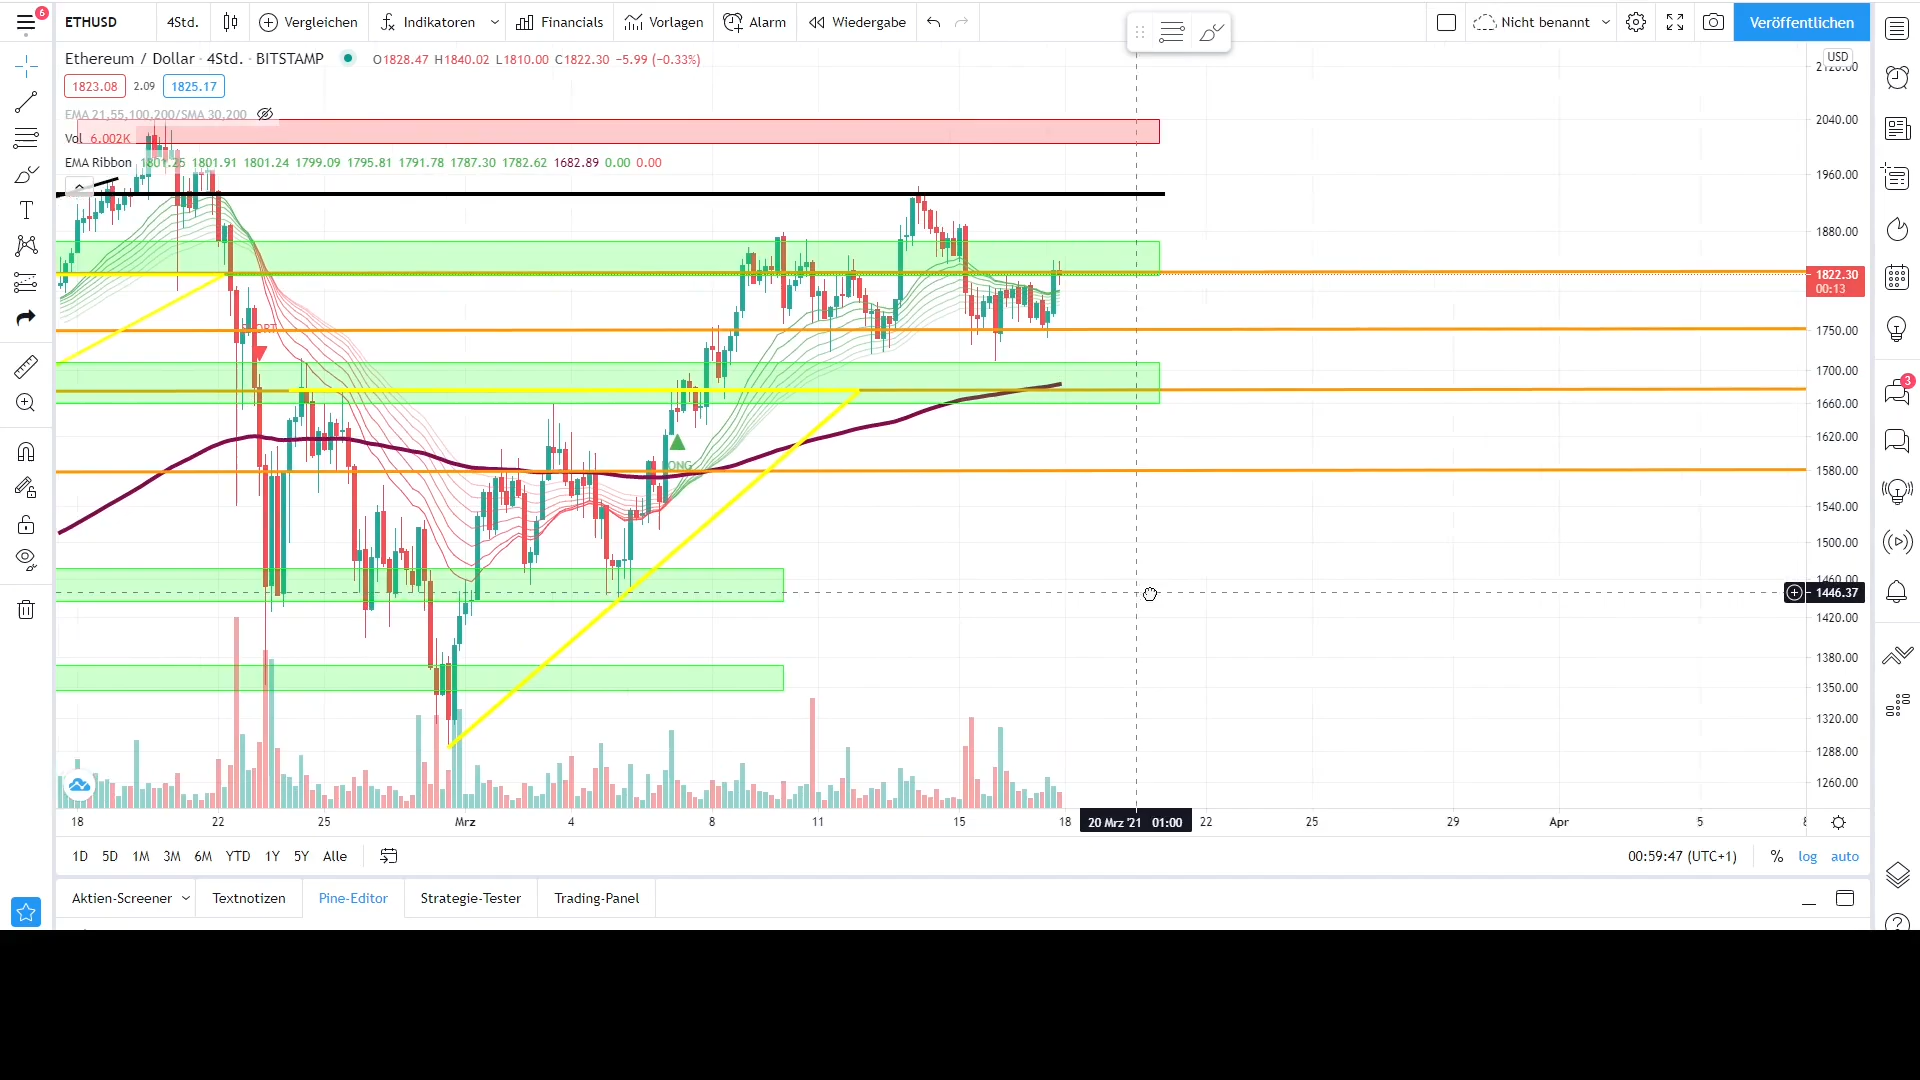 6 ETHUSD 4Std. Vergleichen Indikatoren Financials Vorlagen Alarm Wiedergabe Nicht benannt Veröffentlichen
Ethereum / Dollar · 4Std. · BITSTAMP O1828.47 H1840.02 L1810.00 C1822.30 −5.99 (−0.33%)
1823.08 2.09 1825.17
EMA 21,55,100,200/SMA 30,200
Vol 6.002K
EMA Ribbon 1801.25 1801.91 1801.24 1799.09 1795.81 1791.78 1787.30 1782.62 1682.89 0.00 0.00
USD
2120.00
2040.00
1960.00
1880.00
1822.30
00:13
1750.00
1700.00
1660.00
1620.00
1580.00
1540.00
1500.00
1460.00
1446.37
1420.00
1380.00
1350.00
1320.00
1288.00
1260.00
3
18 22 25 Mrz 4 8 11 15 18 20 Mrz '21 01:00 22 25 29 Apr 5
1D 5D 1M 3M 6M YTD 1Y 5Y Alle 00:59:47 (UTC+1) % log auto
Aktien-Screener Textnotizen Pine-Editor Strategie-Tester Trading-Panel